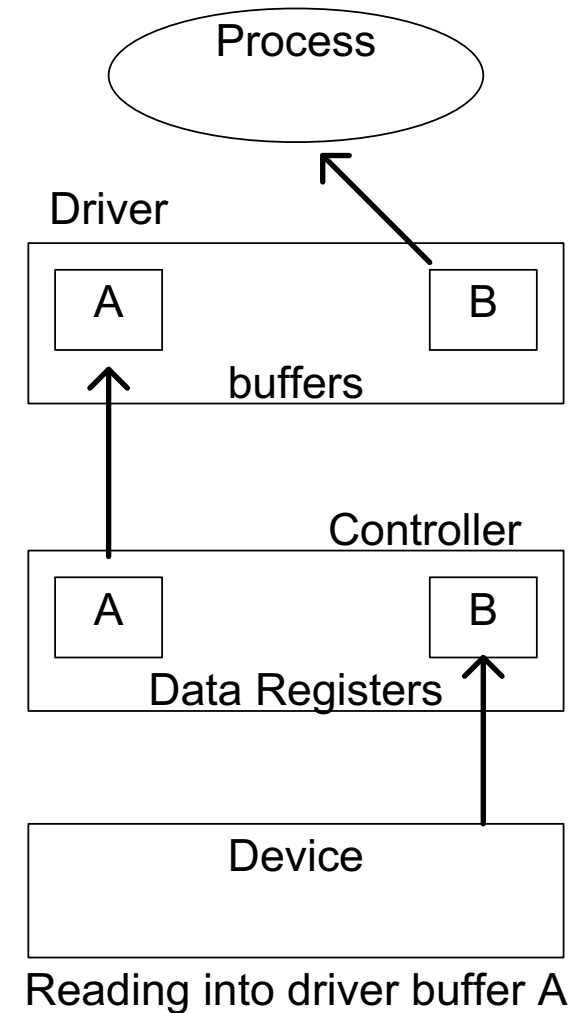 Process
Driver
A B
buffers
Controller
A B
Data Registers
Device
Reading into driver buffer A